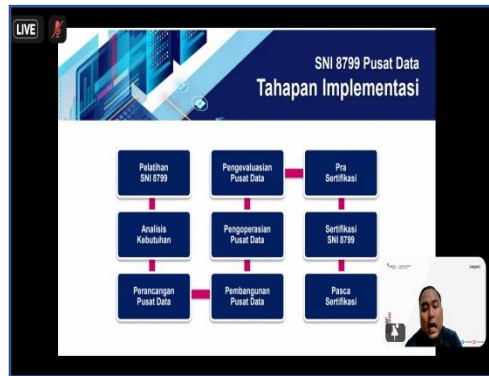 LIVE
SNI 8799 Pusat Data
Tahapan Implementasi
Pelatihan
SNI 8799
Analisis
Kebutuhan
Perancangan
Pusat Data
Pembangunan
Pusat Data
Pengoperasian
Pusat Data
Pengevaluasian
Pusat Data
Pra
Sertifikasi
Sertifikasi
SNI 8799
Pasca
Sertifikasi